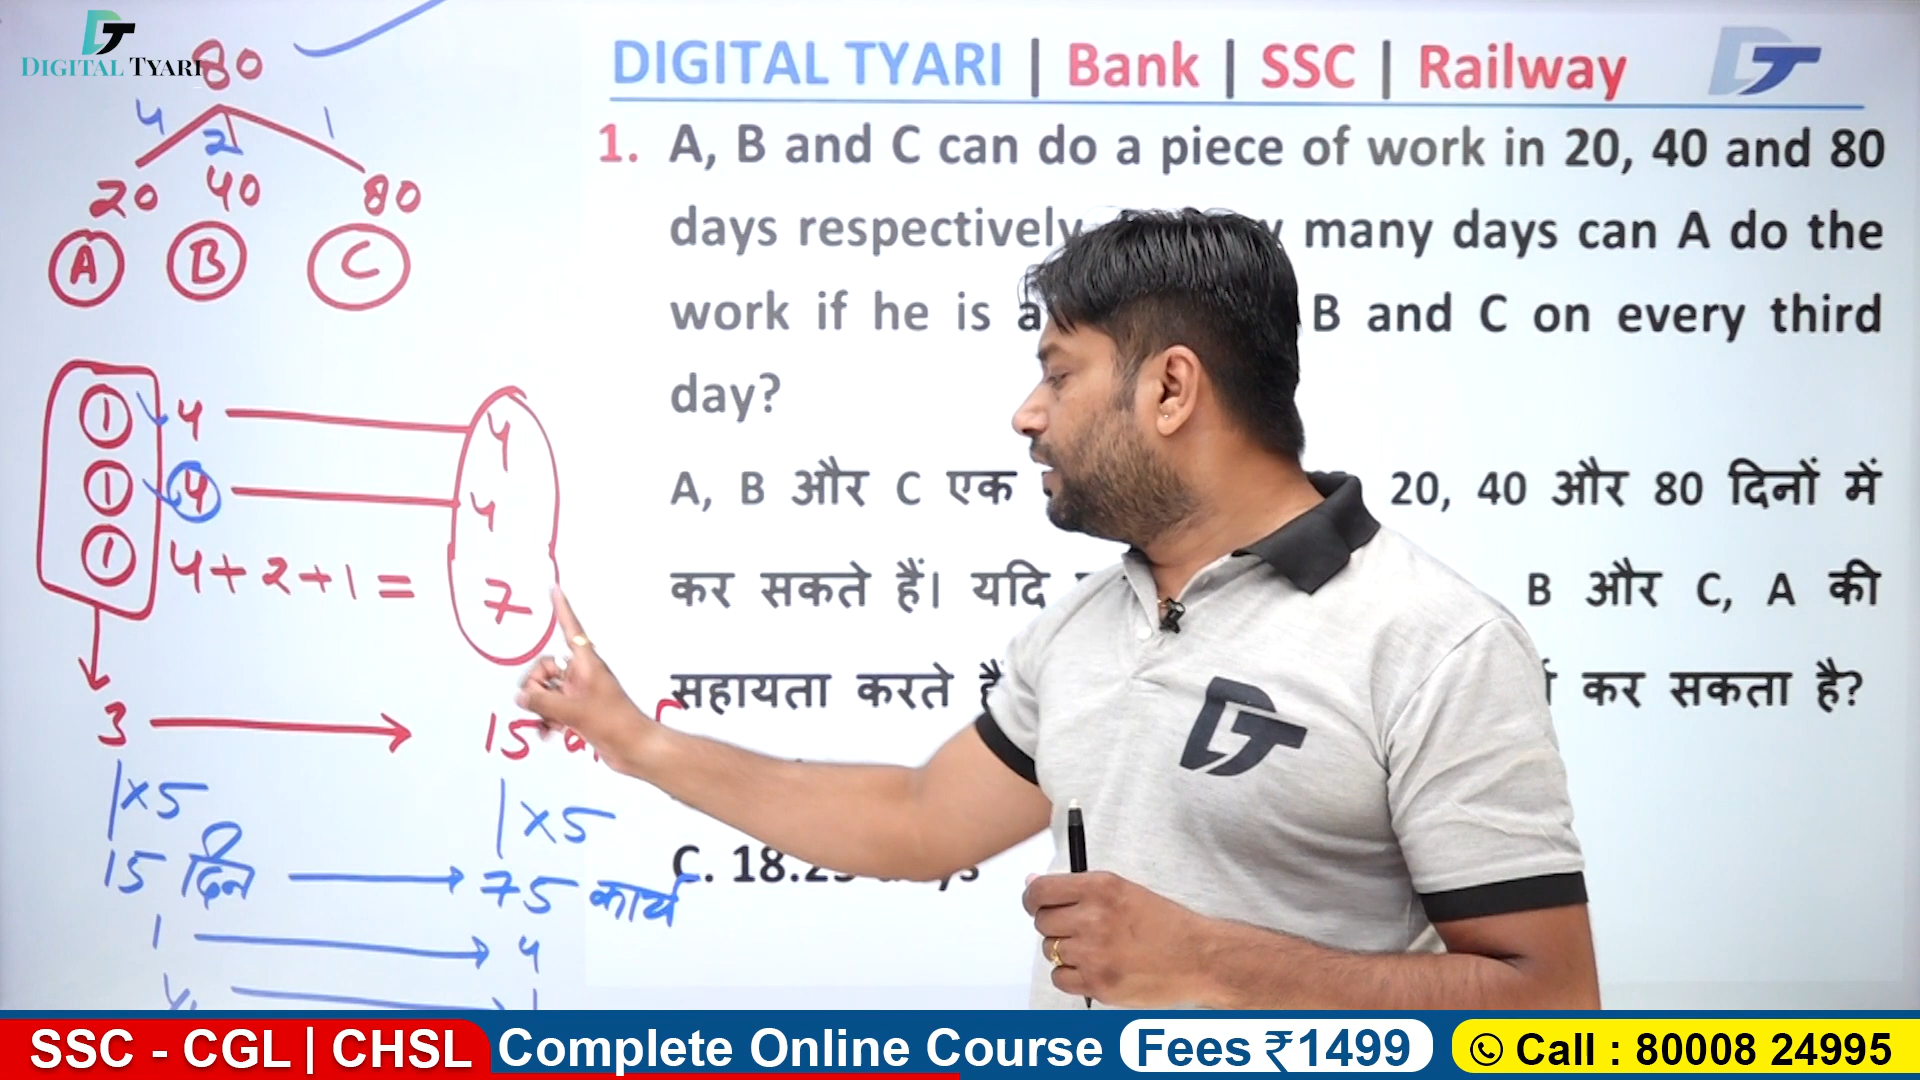 DIGITAL TYARI
80
4 2 1
20 40 80
A B C
DIGITAL TYARI | Bank | SSC | Railway
1. A, B and C can do a piece of work in 20, 40 and 80
days respectively many days can A do the
work if he is B and C on every third
day?
A, B और C एक 20, 40 और 80 दिनों में
कर सकते हैं। यदि B और C, A की
सहायता करते कर सकता है?
C. 18.25 days
1 4 4
1 4 4
1 4+2+1= 7
3 15
×5 ×5
15 दिन 75 कार्य
1 4
DT
SSC - CGL | CHSL Complete Online Course Fees ₹1499 Call : 80008 24995